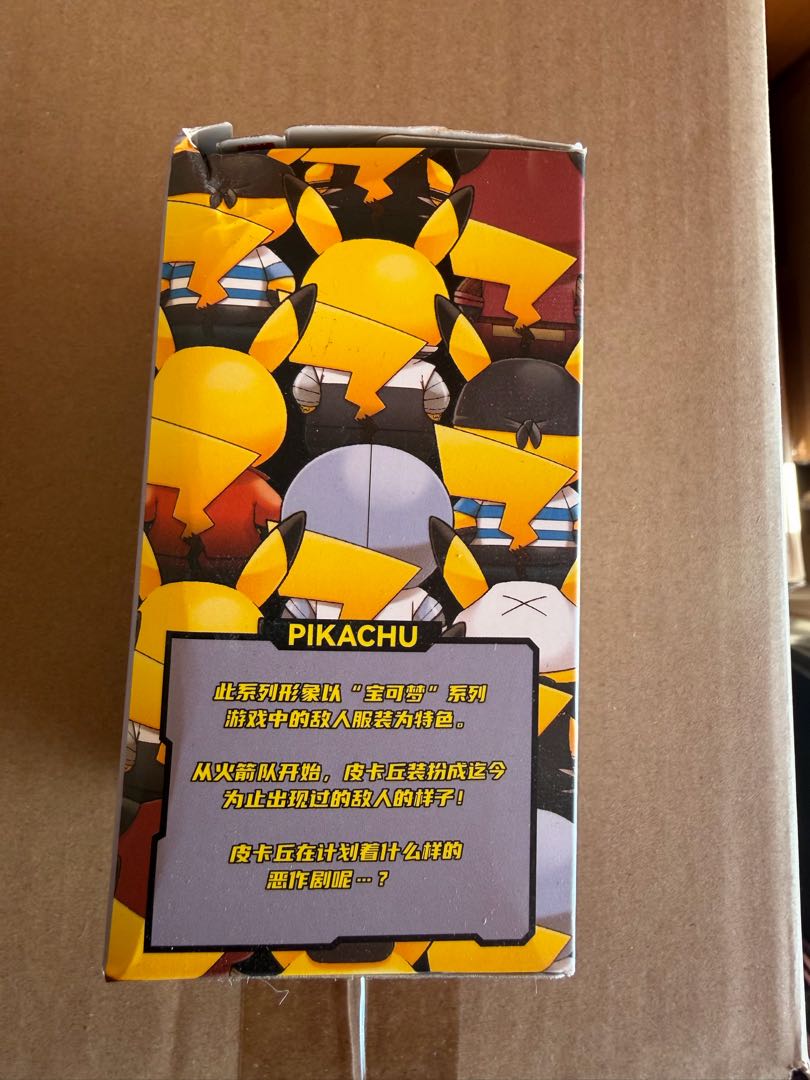 PIKACHU
此系列形象以“宝可梦”系列
游戏中的敌人服装为特色。
从火箭队开始，皮卡丘装扮成迄今
为止出现过的敌人的样子！
皮卡丘在计划着什么样的
恶作剧呢…？